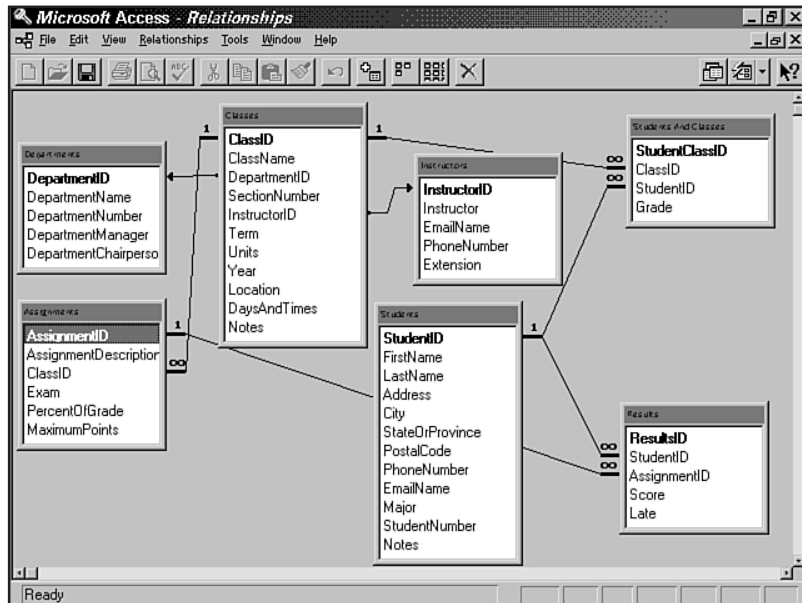 Microsoft Access - Relationships
File Edit View Relationships Tools Window Help
Departments
DepartmentID
DepartmentName
DepartmentNumber
DepartmentManager
DepartmentChairperso
Classes
ClassID
ClassName
DepartmentID
SectionNumber
InstructorID
Term
Units
Year
Location
DaysAndTimes
Notes
1
1
Instructors
InstructorID
Instructor
EmailName
PhoneNumber
Extension
Students And Classes
StudentClassID
ClassID
StudentID
Grade
∞
∞
Assignments
AssignmentID
AssignmentDescription
ClassID
Exam
PercentOfGrade
MaximumPoints
1
∞
Students
StudentID
FirstName
LastName
Address
City
StateOrProvince
PostalCode
PhoneNumber
EmailName
Major
StudentNumber
Notes
1
Results
ResultsID
StudentID
AssignmentID
Score
Late
∞
∞
Ready